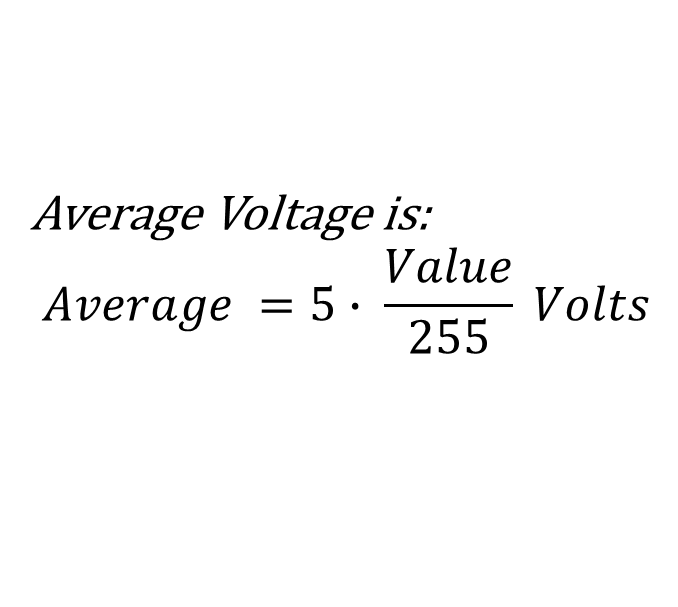 Average Voltage is:
Average = 5 · Value/255 Volts